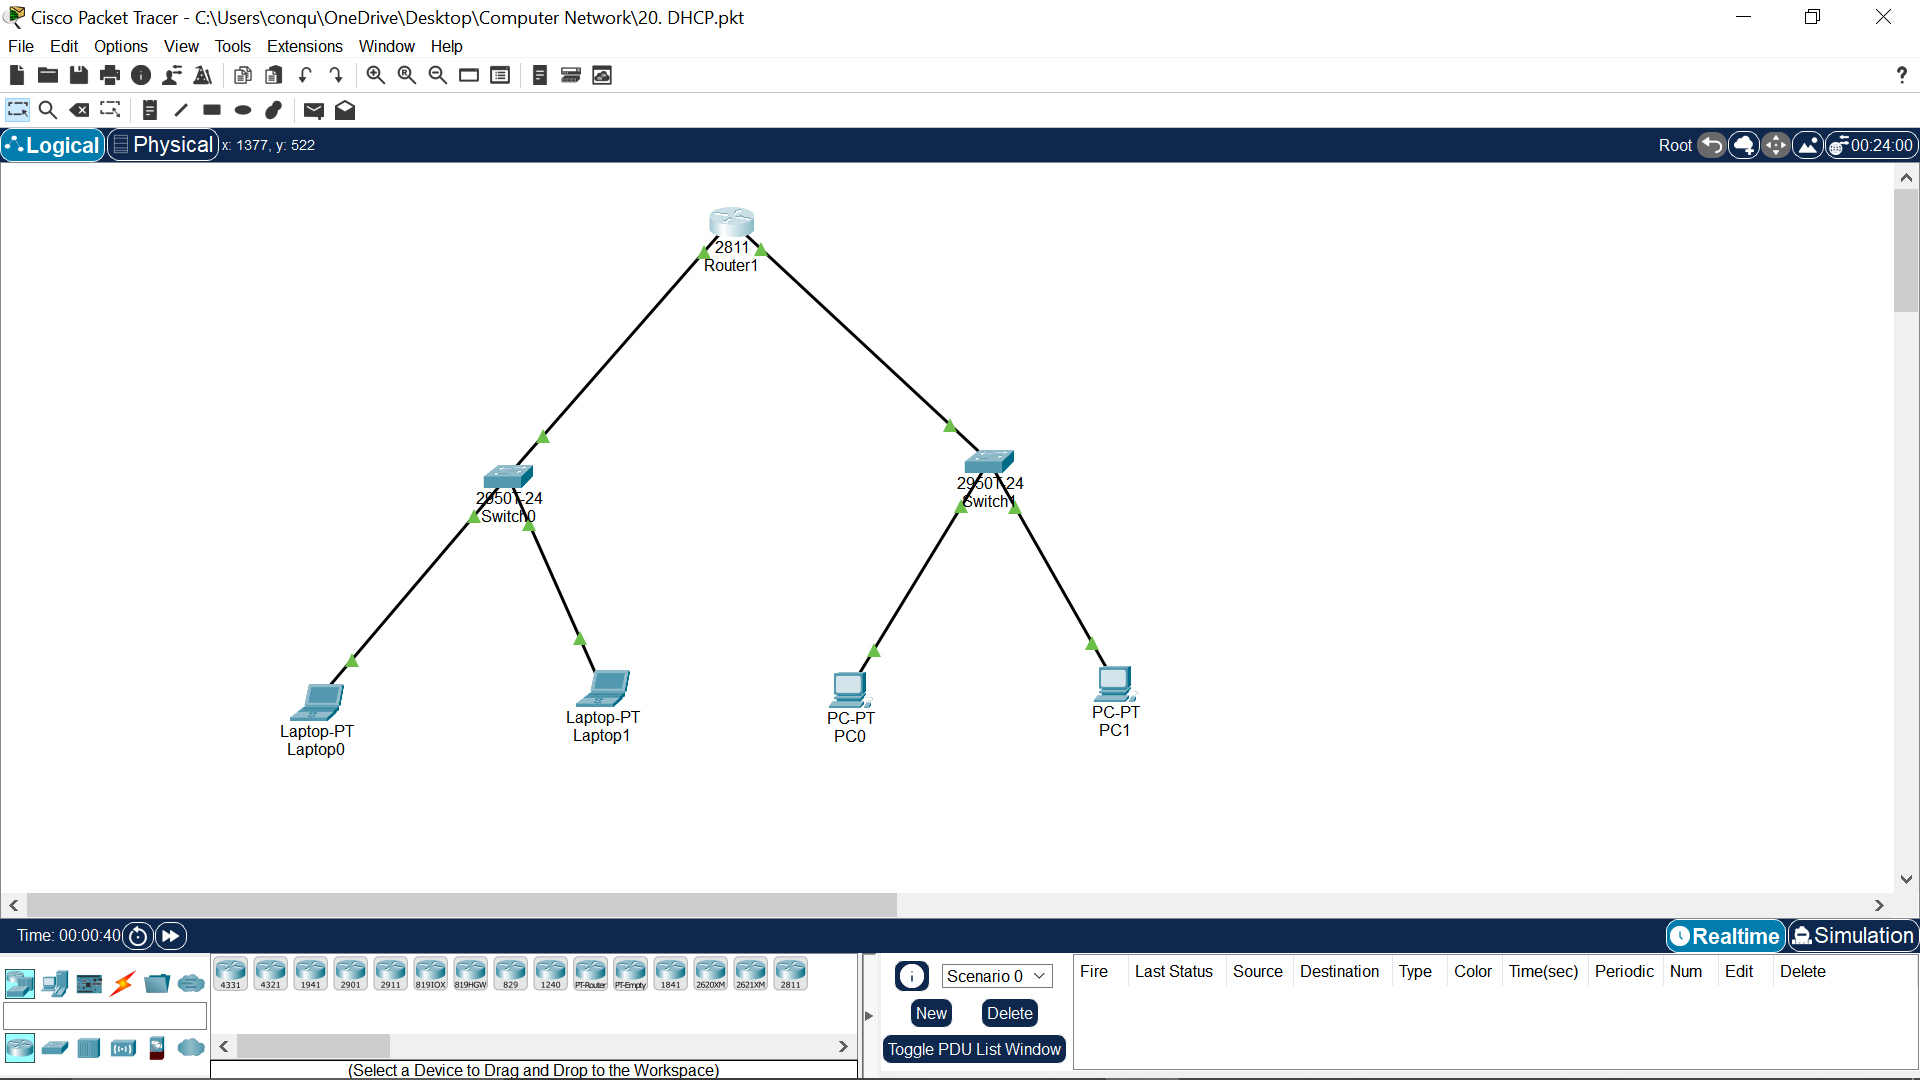 Cisco Packet Tracer - C:\Users\conqu\OneDrive\Desktop\Computer Network\20. DHCP.pkt
File Edit Options View Tools Extensions Window Help
?
Logical Physical x: 1377, y: 522 Root 00:24:00
2811
Router1
2950T-24
Switch0
2950T-24
Switch1
Laptop-PT
Laptop0
Laptop-PT
Laptop1
PC-PT
PC0
PC-PT
PC1
Time: 00:00:40 Realtime Simulation
4331 4321 1941 2901 2911 819IOX 819HGW 829 1240 PT-Router PT-Empty 1841 2620XM 2621XM 2811
(Select a Device to Drag and Drop to the Workspace)
Scenario 0
New Delete
Toggle PDU List Window
Fire Last Status Source Destination Type Color Time(sec) Periodic Num Edit Delete